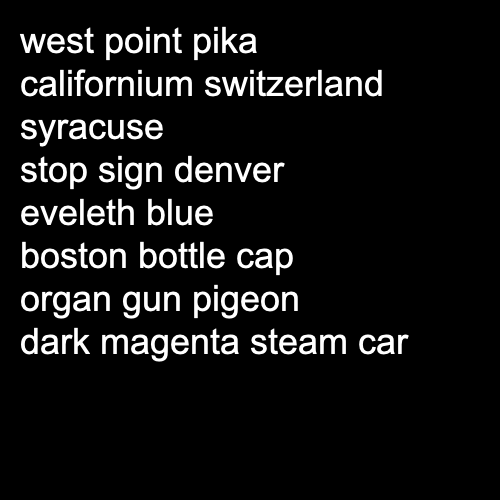 west point pika
californium switzerland
syracuse
stop sign denver
eveleth blue
boston bottle cap
organ gun pigeon
dark magenta steam car